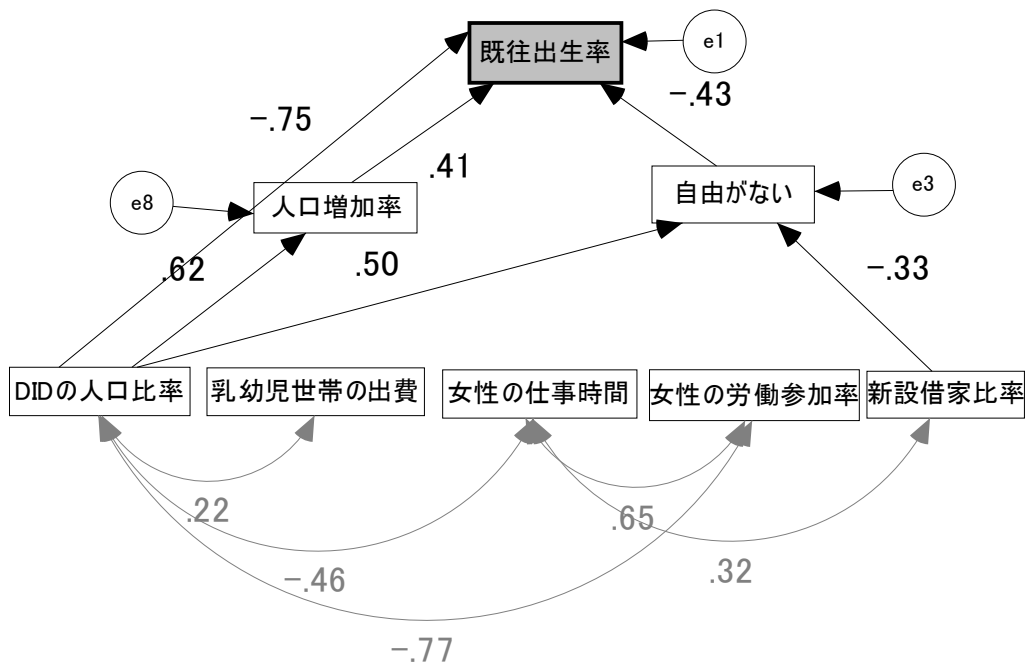 既往出生率
e1
-.75
-.43
.41
e8
人口増加率
自由がない
e3
.62
.50
-.33
DIDの人口比率
乳幼児世帯の出費
女性の仕事時間
女性の労働参加率
新設借家比率
.22
.65
-.46
.32
-.77